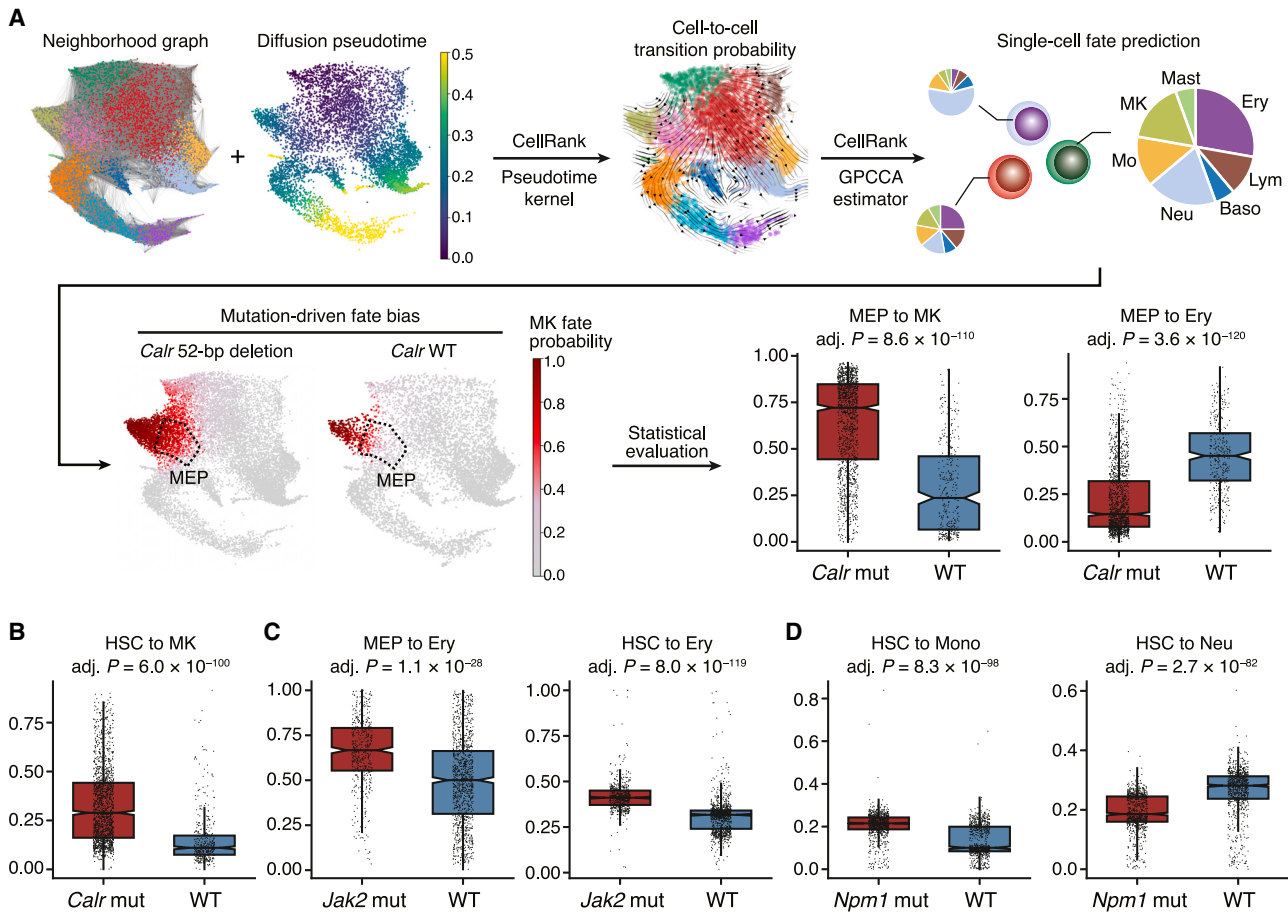 A
Neighborhood graph
Diffusion pseudotime
0.5
0.4
0.3
0.2
0.1
0.0
+
CellRank
Pseudotime
kernel
Cell-to-cell
transition probability
CellRank
GPCCA
estimator
Single-cell fate prediction
Mast
MK
Ery
Mo
Lym
Neu
Baso
Mutation-driven fate bias
Calr 52-bp deletion
Calr WT
MEP
MEP
MK fate
probability
1.0
0.8
0.6
0.4
0.2
0.0
Statistical
evaluation
MEP to MK
adj. P = 8.6 × 10⁻¹¹⁰
1.00
0.75
0.50
0.25
0.00
Calr mut
WT
MEP to Ery
adj. P = 3.6 × 10⁻¹²⁰
1.00
0.75
0.50
0.25
0.00
Calr mut
WT
B
HSC to MK
adj. P = 6.0 × 10⁻¹⁰⁰
0.75
0.50
0.25
0.00
Calr mut
WT
C
MEP to Ery
adj. P = 1.1 × 10⁻²⁸
1.00
0.75
0.50
0.25
0.00
Jak2 mut
WT
HSC to Ery
adj. P = 8.0 × 10⁻¹¹⁹
1.00
0.75
0.50
0.25
0.00
Jak2 mut
WT
D
HSC to Mono
adj. P = 8.3 × 10⁻⁹⁸
0.8
0.6
0.4
0.2
0.0
Npm1 mut
WT
HSC to Neu
adj. P = 2.7 × 10⁻⁸²
0.6
0.4
0.2
0.0
Npm1 mut
WT